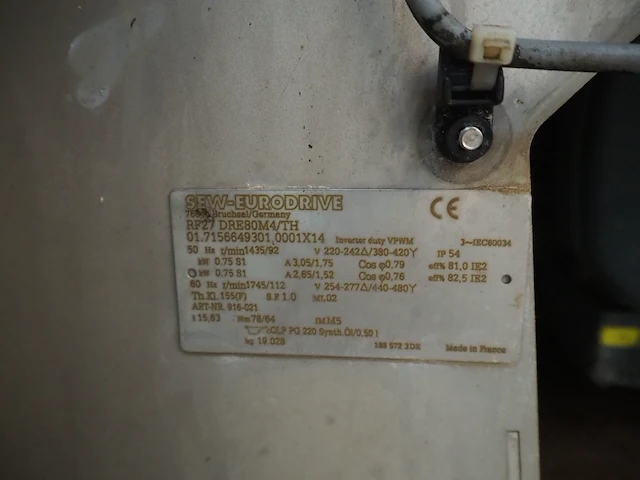 SEW-EURODRIVE CE
Bruchsal/Germany
RF27 DRE80M4/TH
01.7156649301.0001X14 Inverter duty VPWM 3~IEC60034
50 Hz r/min1435/92 V 220-242Δ/380-420Y IP 54
kW 0.75 S1 A 3,05/1,75 Cos φ0,79 eff% 81,0 IE2
kW 0.75 S1 A 2,65/1,52 Cos φ0,76 eff% 82,5 IE2
60 Hz r/min1745/112 V 254-277Δ/440-480Y
Th.Kl. 155(F) S.F 1.0 ML02
ART-NR. 916-021
i 15,63 Nm 78/64 IM M5
CLP PG 220 Synth.Öl/0,50 l
kg 19.028 188 572 3 DE Made in France